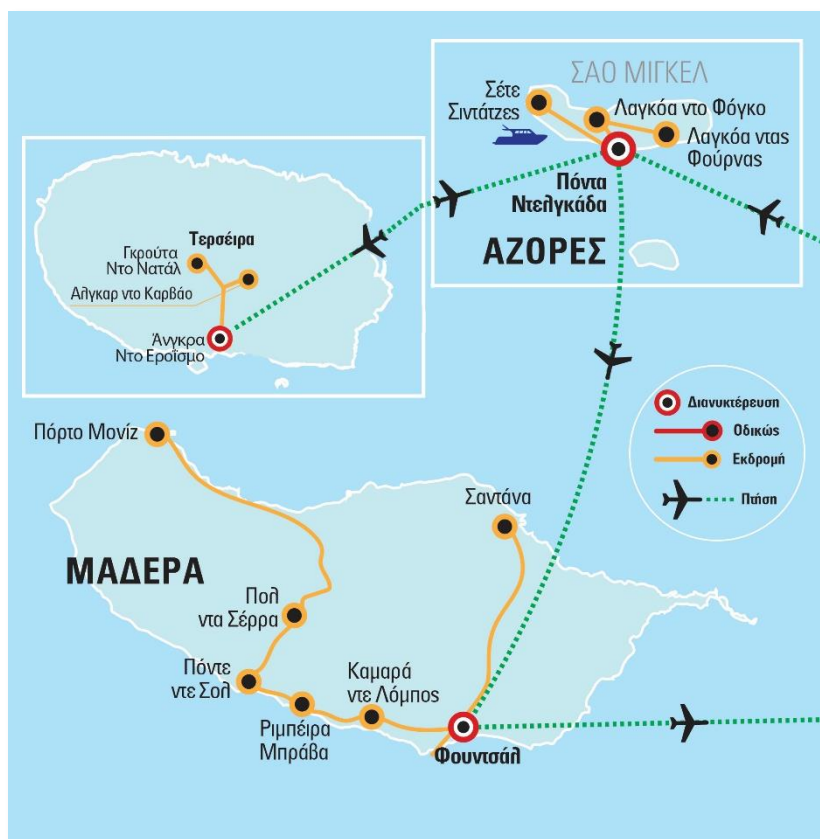 ΣΑΟ ΜΙΓΚΕΛ
Σέτε
Σιντάτζες
Λαγκόα ντο Φόγκο
Λαγκόα ντας
Φούρνας
Πόντα
Ντελγκάδα
ΑΖΟΡΕΣ
Τερσέιρα
Γκρούτα
Ντο Νατάλ
Αλγκαρ ντο Καρβάο
Άνγκρα
Ντο Εροΐσμο
Διανυκτέρευση
Οδικώς
Εκδρομή
Πτήση
Πόρτο Μονίζ
Σαντάνα
ΜΑΔΕΡΑ
Πολ
ντα Σέρρα
Πόντε
ντε Σολ
Καμαρά
ντε Λόμπος
Ριμπέιρα
Μπράβα
Φουντσάλ